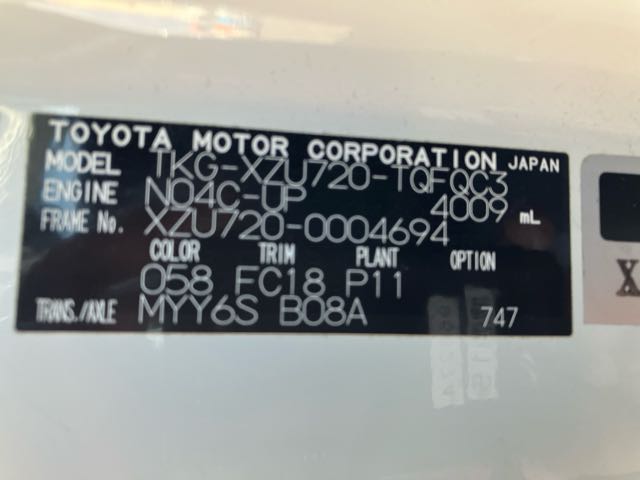 TOYOTA MOTOR CORPORATION JAPAN
MODEL TKG-XZU720-TQFQC3
ENGINE N04C-UP 4009 mL
FRAME No. XZU720-0004694
COLOR TRIM PLANT OPTION
058 FC18 P11
TRANS./AXLE MYY6S B08A 747
X